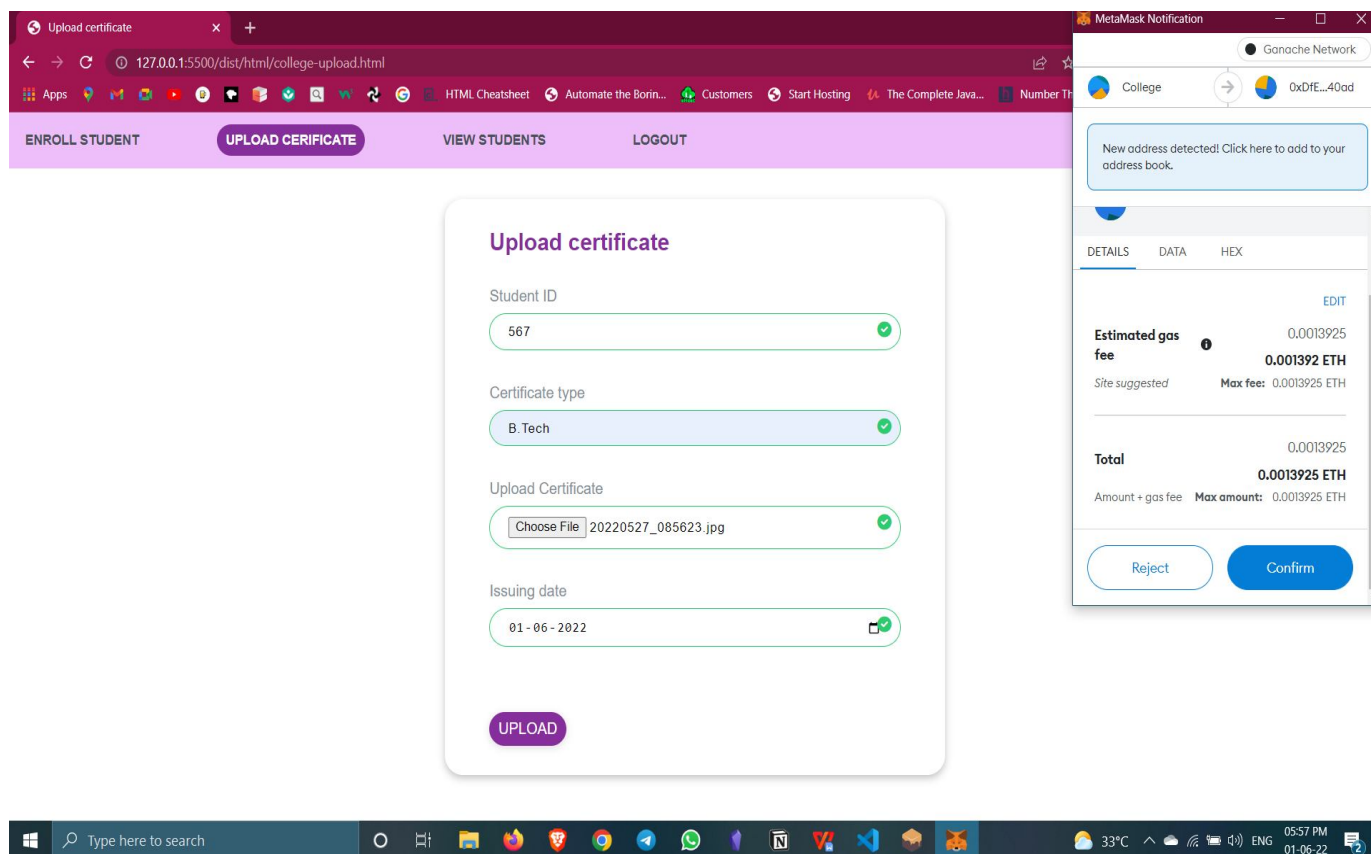 Upload certificate
127.0.0.1:5500/dist/html/college-upload.html
Apps HTML Cheatsheet Automate the Borin... Customers Start Hosting The Complete Java... Number Th
ENROLL STUDENT UPLOAD CERIFICATE VIEW STUDENTS LOGOUT
Upload certificate
Student ID
567
Certificate type
B.Tech
Upload Certificate
Choose File 20220527_085623.jpg
Issuing date
01-06-2022
UPLOAD
MetaMask Notification
Ganache Network
College 0xDfE...40ad
New address detected! Click here to add to your
address book.
DETAILS DATA HEX
EDIT
Estimated gas 0.0013925
fee 0.001392 ETH
Site suggested Max fee: 0.0013925 ETH
0.0013925
Total
0.0013925 ETH
Amount + gas fee Max amount: 0.0013925 ETH
Reject Confirm
Type here to search
33°C ENG 05:57 PM
01-06-22